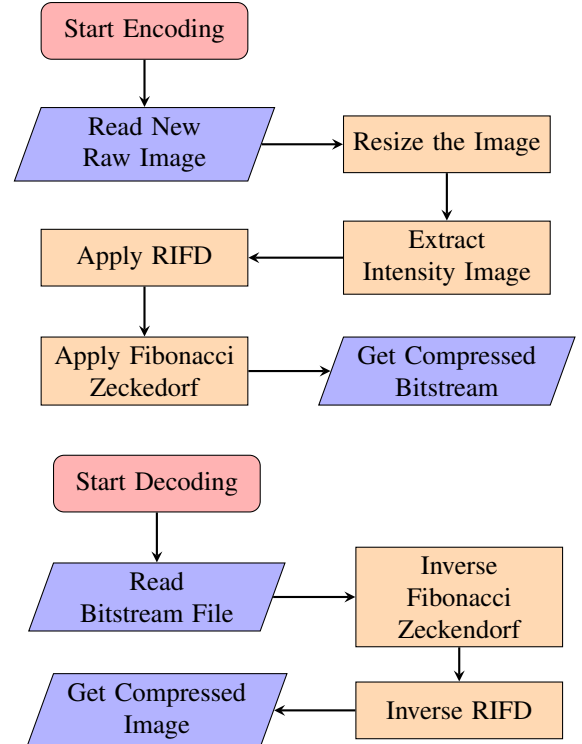 Start Encoding
Read New
Raw Image
Resize the Image
Extract
Intensity Image
Apply RIFD
Apply Fibonacci
Zeckedorf
Get Compressed
Bitstream
Start Decoding
Read
Bitstream File
Inverse
Fibonacci
Zeckendorf
Inverse RIFD
Get Compressed
Image